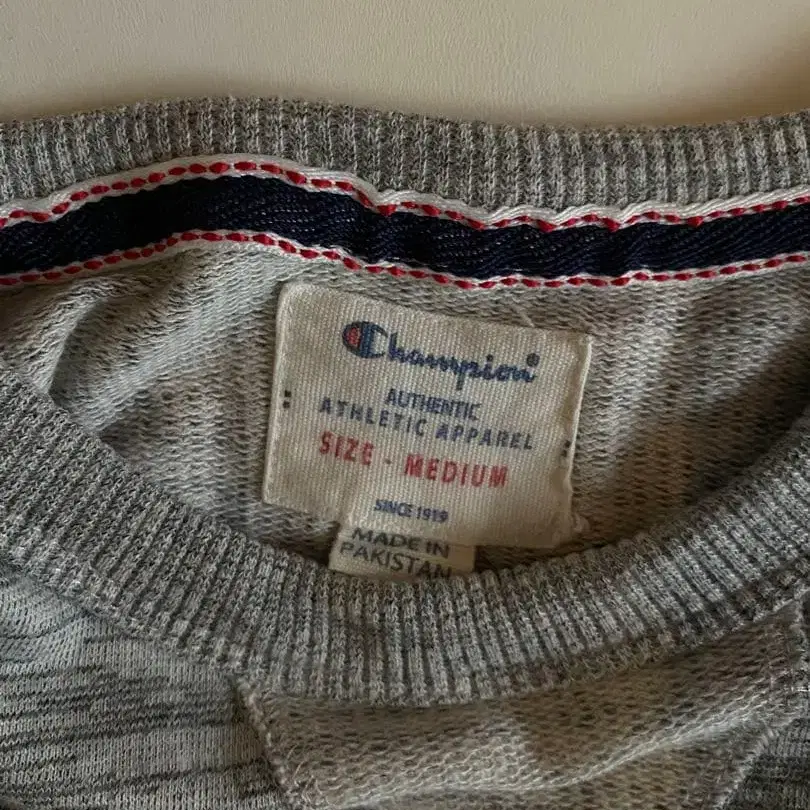 Champion®
AUTHENTIC
ATHLETIC APPAREL
SIZE - MEDIUM
SINCE 1919
MADE IN
PAKISTAN